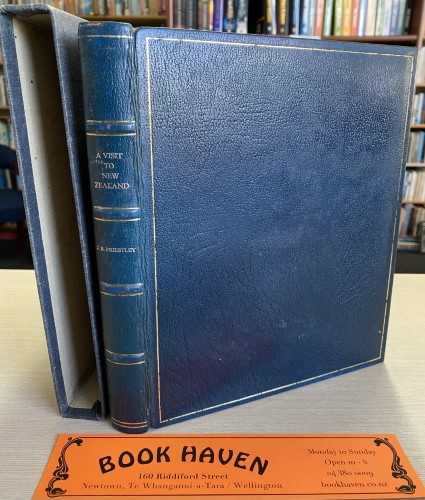 A VISIT
TO
NEW
ZEALAND
J. B. PRIESTLEY
BOOK HAVEN
160 Riddiford Street
Newtown, Te Whanganui-a-Tara / Wellington
Monday to Sunday
Open 10 - 5
04 380 0009
bookhaven.co.nz